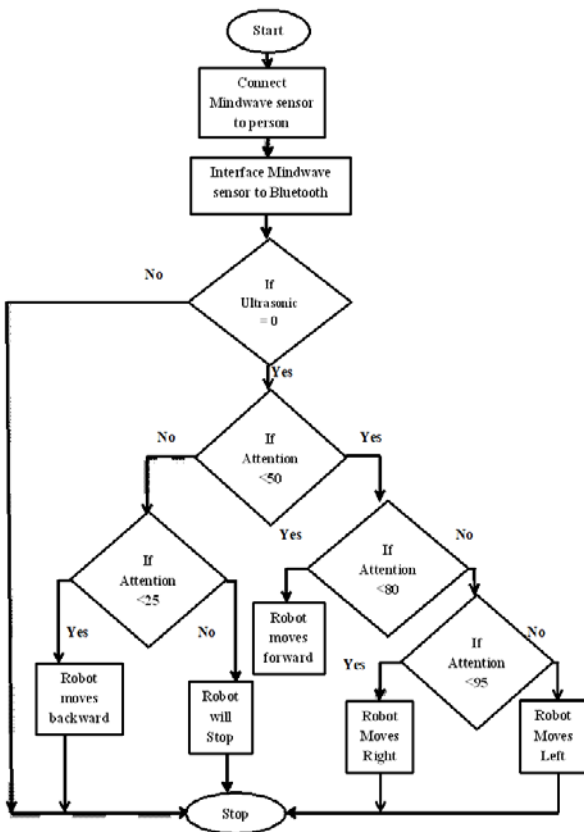 Start
Connect
Mindwave sensor
to person
Interface Mindwave
sensor to Bluetooth
No
If
Ultrasonic
= 0
Yes
No
If
Attention
<50
Yes
If
Attention
<25
Yes
If
Attention
<80
No
Yes
No
Robot
moves
forward
Yes
If
Attention
<95
No
Robot
moves
backward
Robot
will
Stop
Robot
Moves
Right
Robot
Moves
Left
Stop